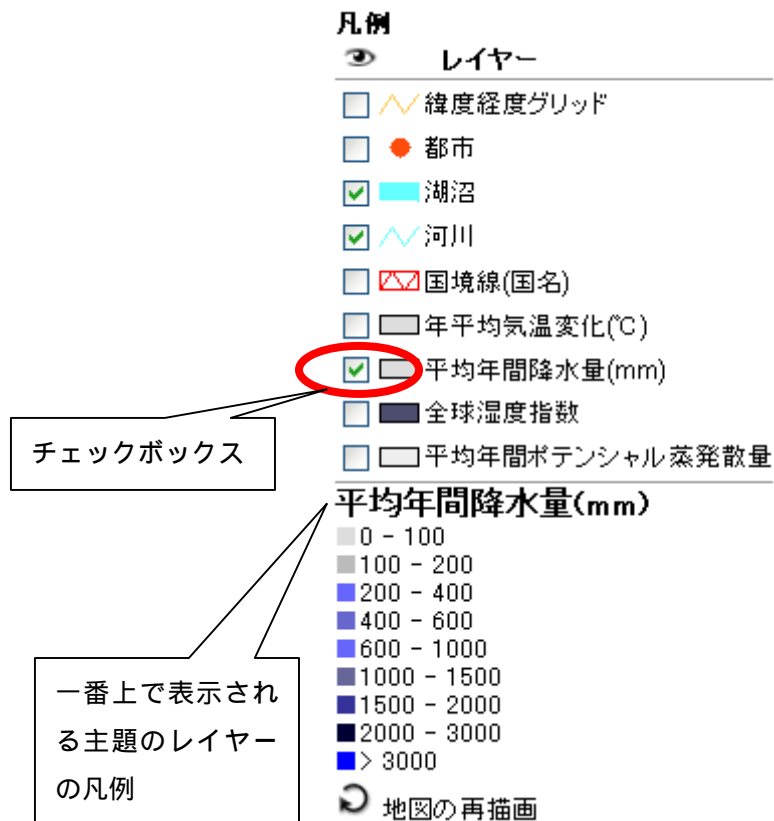 凡例
レイヤー
緯度経度グリッド
都市
湖沼
河川
国境線(国名)
年平均気温変化(℃)
平均年間降水量(mm)
全球湿度指数
平均年間ポテンシャル蒸発散量
チェックボックス
平均年間降水量(mm)
0 - 100
100 - 200
200 - 400
400 - 600
600 - 1000
1000 - 1500
1500 - 2000
2000 - 3000
> 3000
一番上で表示され
る主題のレイヤー
の凡例
地図の再描画